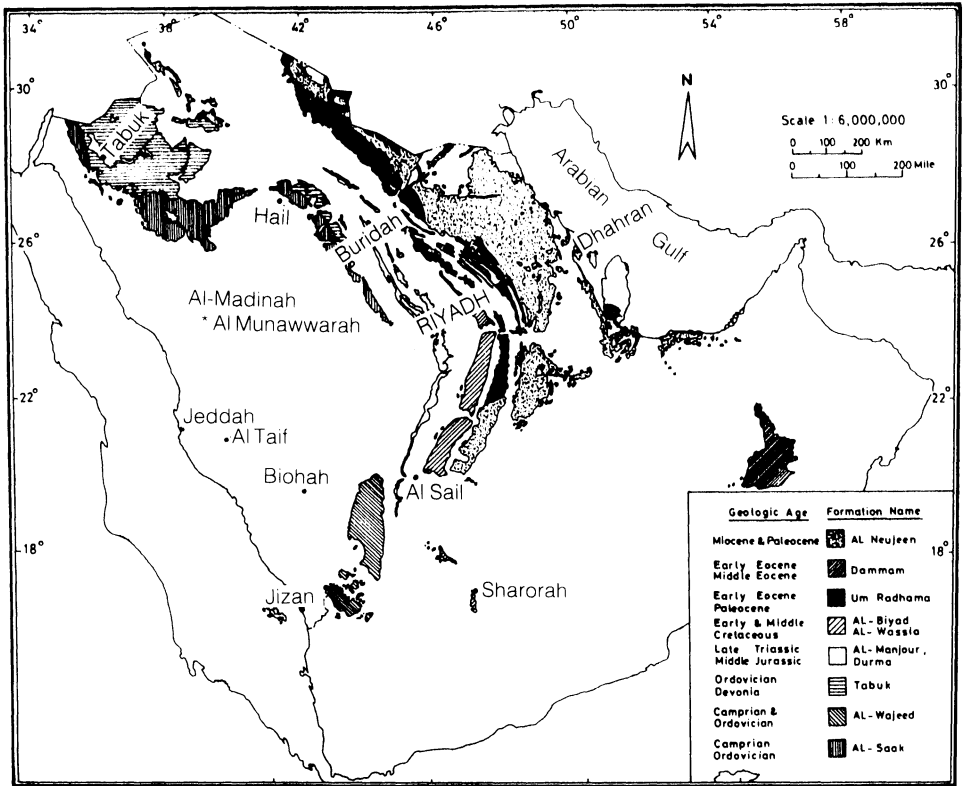 34° 38° 42° 46° 50° 54° 57°
30° 30°
N
Scale 1:6,000,000
0 100 200 Km
0 100 200 Mile
Tabuk
Arabian
Gulf
Hail
Buridah
Dhahran
26° 26°
Al-Madinah
* Al Munawwarah
RIYADH
22° 22°
Jeddah
Al Taif
Biohah
Al Sail
18° 18°
Jizan
Sharorah
Geologic Age Formation Name
Miocene & Paleocene AL Neujeen
Early Eocene
Middle Eocene
Dammam
Early Eocene
Paleocene
Um Radhama
Early & Middle
Cretaceous
AL-Biyad
AL-Wassia
Late Triassic
Middle Jurassic
AL-Manjour,
Durma
Ordovician
Devonia
Tabuk
Camprian &
Ordovician
AL-Wajeed
Camprian
Ordovician
AL-Saak